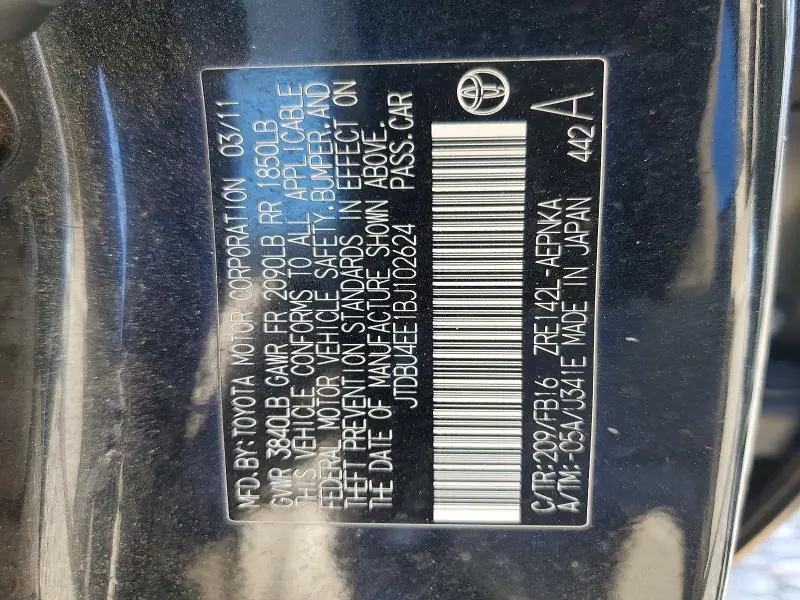 MFD.BY:TOYOTA MOTOR CORPORATION 03/11
GVWR 3840LB GAWR FR 2090LB RR 1850LB
THIS VEHICLE CONFORMS TO ALL APPLICABLE
FEDERAL MOTOR VEHICLE SAFETY,BUMPER,AND
THEFT PREVENTION STANDARDS IN EFFECT ON
THE DATE OF MANUFACTURE SHOWN ABOVE.
JTDBU4EE1BJ102624 PASS.CAR
C/TR:209/FB16 ZRE142L-AEPNKA
A/TM:-05A/U341E MADE IN JAPAN 442 A